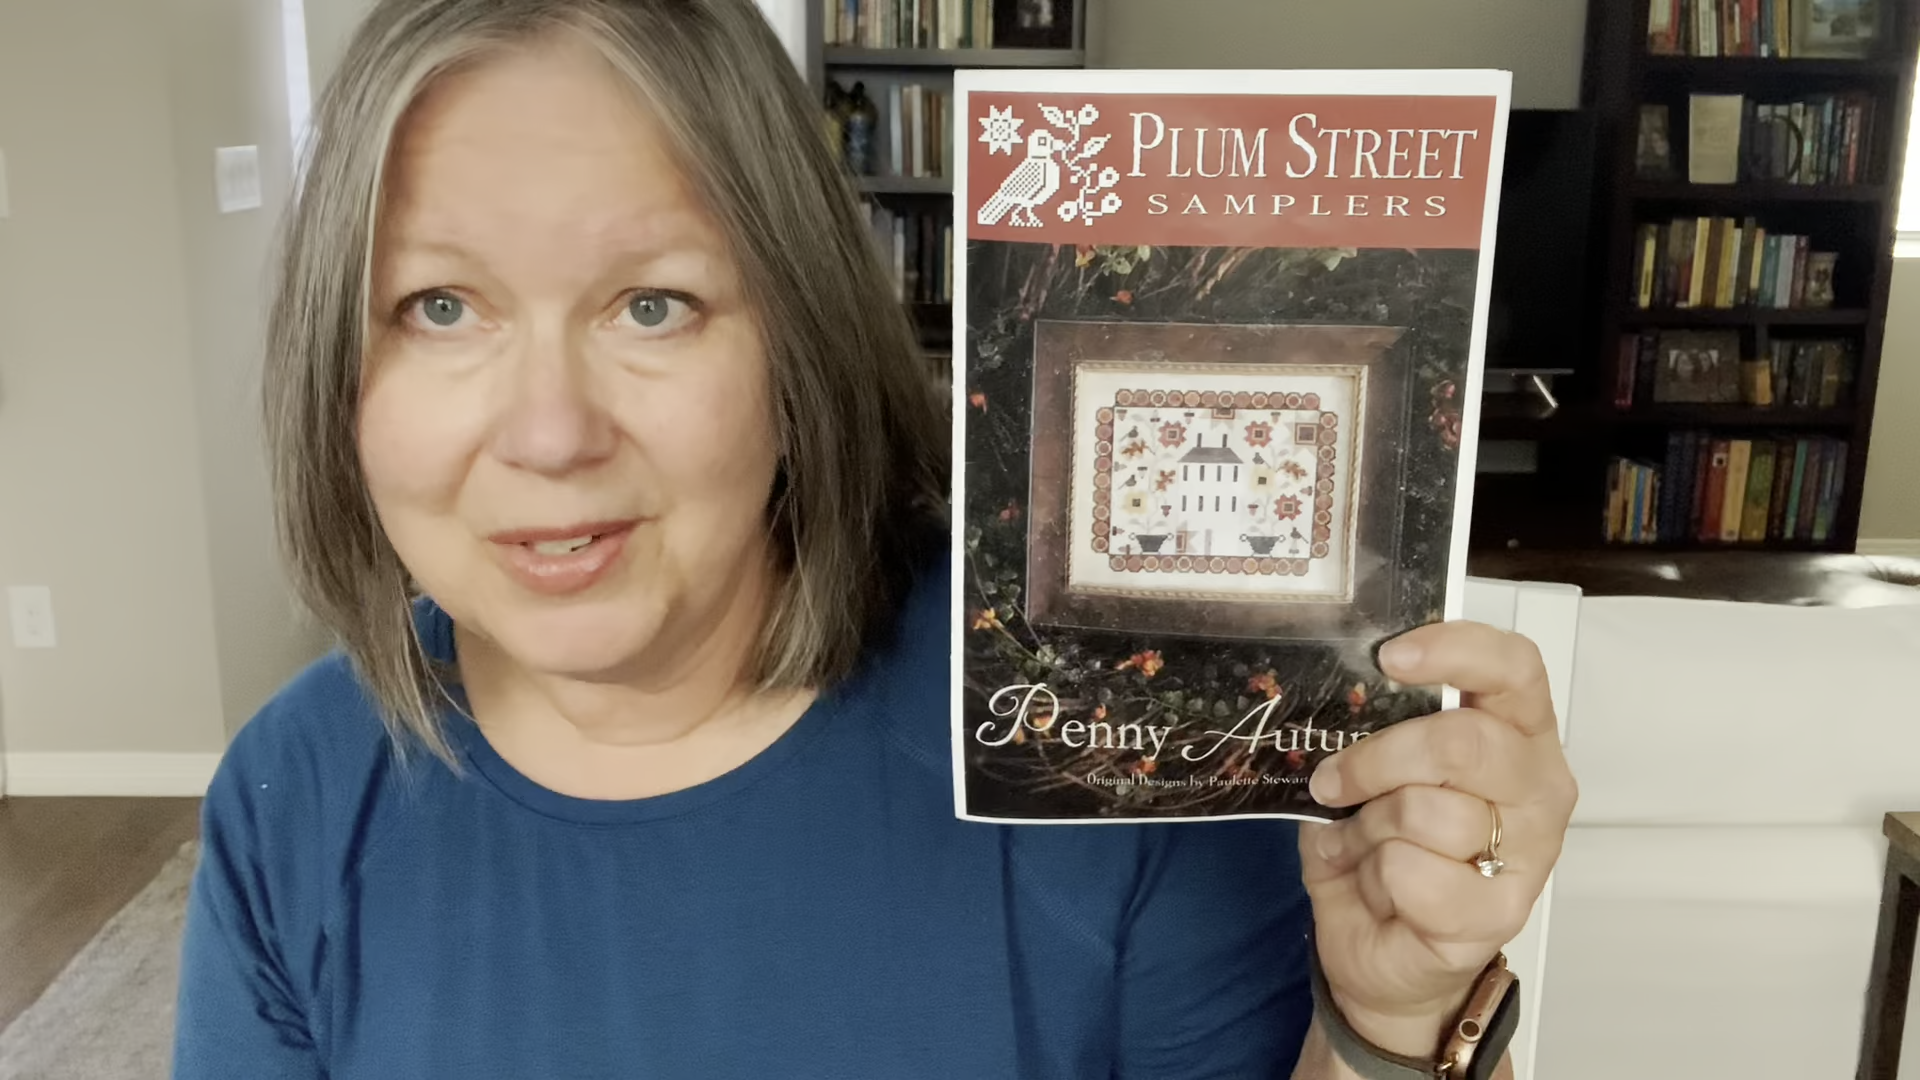 PLUM STREET
SAMPLERS
Penny Autu
Original Designs by Paulette Stewart